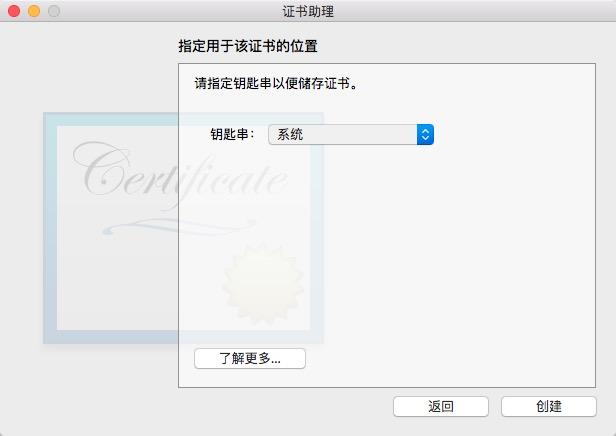 证书助理
指定用于该证书的位置
请指定钥匙串以便储存证书。
钥匙串： 系统
Certificate
了解更多...
返回 创建